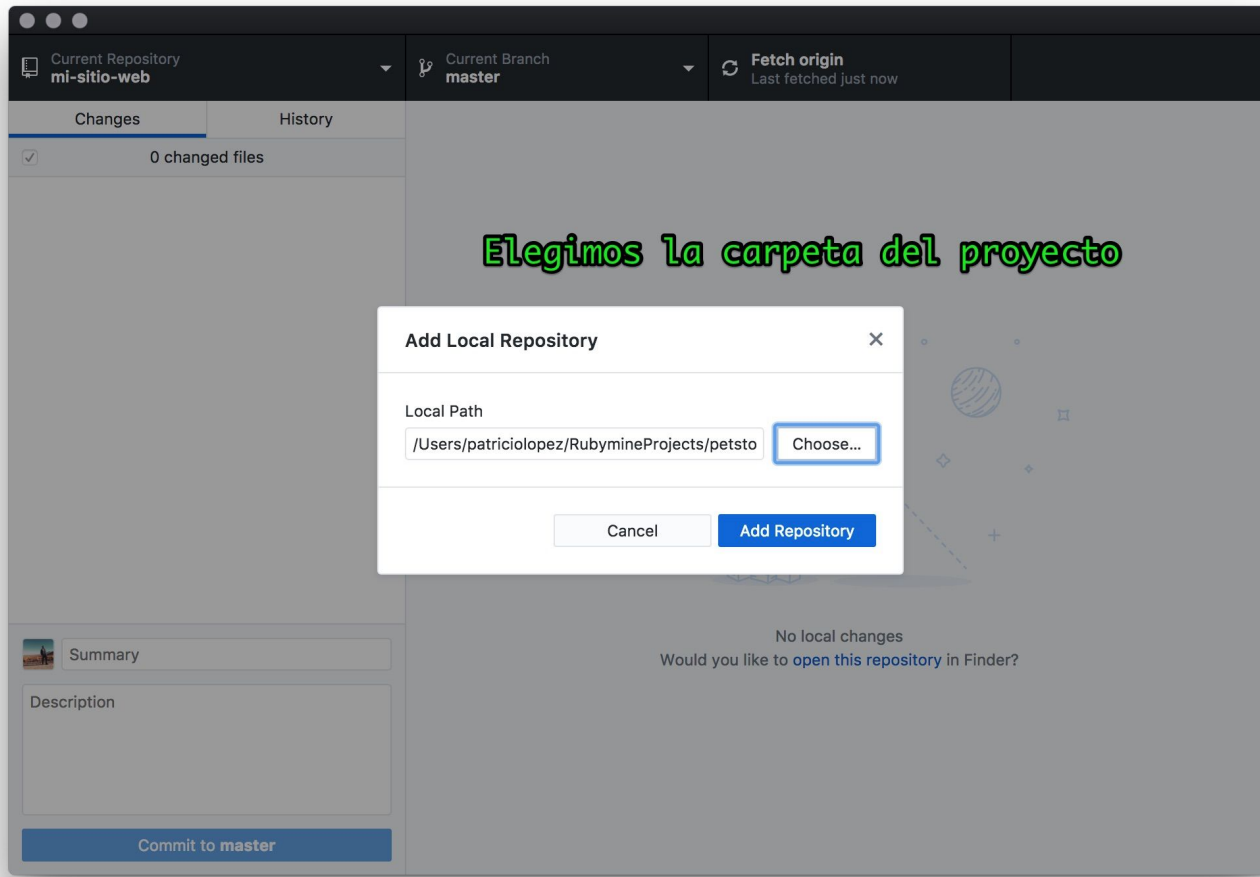 Current Repository
mi-sitio-web
Current Branch
master
Fetch origin
Last fetched just now
Changes
History
0 changed files
Elegimos la carpeta del proyecto
Add Local Repository
Local Path
/Users/patriciolopez/RubymineProjects/petsto
Choose...
Cancel
Add Repository
No local changes
Would you like to open this repository in Finder?
Summary
Description
Commit to master